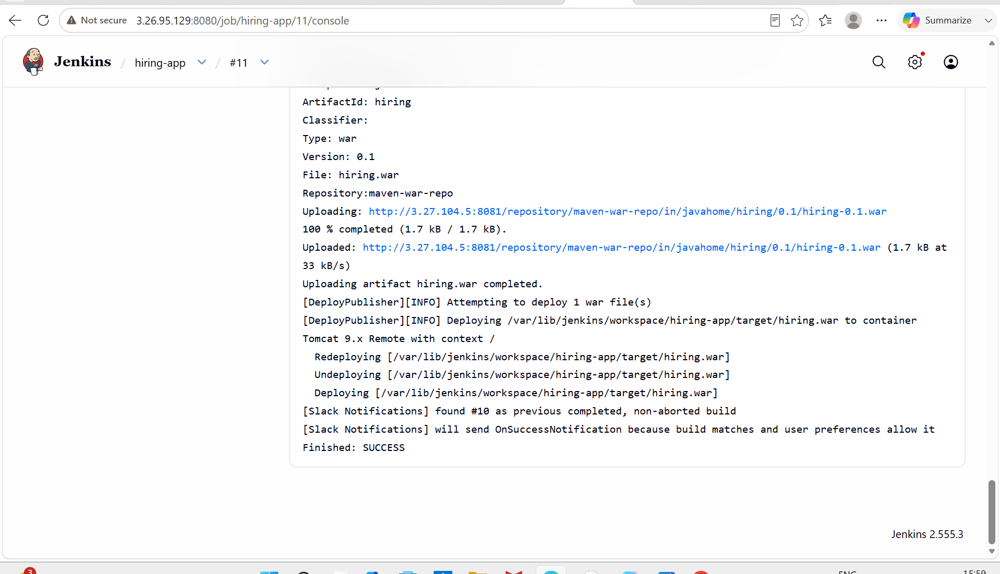 Not secure 3.26.95.129:8080/job/hiring-app/11/console Summarize
Jenkins / hiring-app / #11
ArtifactId: hiring
Classifier:
Type: war
Version: 0.1
File: hiring.war
Repository:maven-war-repo
Uploading: http://3.27.104.5:8081/repository/maven-war-repo/in/javahome/hiring/0.1/hiring-0.1.war
100 % completed (1.7 kB / 1.7 kB).
Uploaded: http://3.27.104.5:8081/repository/maven-war-repo/in/javahome/hiring/0.1/hiring-0.1.war (1.7 kB at
33 kB/s)
Uploading artifact hiring.war completed.
[DeployPublisher][INFO] Attempting to deploy 1 war file(s)
[DeployPublisher][INFO] Deploying /var/lib/jenkins/workspace/hiring-app/target/hiring.war to container
Tomcat 9.x Remote with context /
Redeploying [/var/lib/jenkins/workspace/hiring-app/target/hiring.war]
Undeploying [/var/lib/jenkins/workspace/hiring-app/target/hiring.war]
Deploying [/var/lib/jenkins/workspace/hiring-app/target/hiring.war]
[Slack Notifications] found #10 as previous completed, non-aborted build
[Slack Notifications] will send OnSuccessNotification because build matches and user preferences allow it
Finished: SUCCESS
Jenkins 2.555.3
3 ENG 15:59